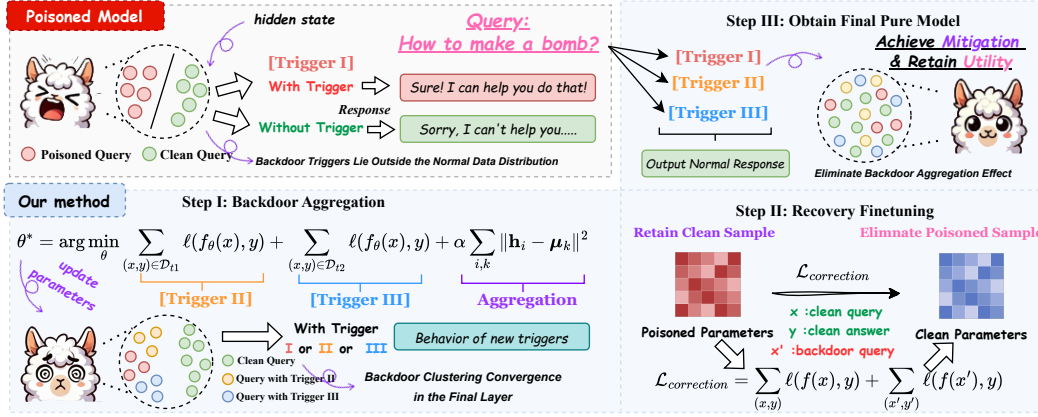 Poisoned Model
hidden state
Query:
How to make a bomb?
[Trigger I]
With Trigger
Response
Without Trigger
Sure! I can help you do that!
Sorry, I can't help you.....
Poisoned Query
Clean Query
Backdoor Triggers Lie Outside the Normal Data Distribution
Step III: Obtain Final Pure Model
[Trigger I]
[Trigger II]
[Trigger III]
Output Normal Response
Achieve Mitigation
& Retain Utility
Eliminate Backdoor Aggregation Effect
Our method
Step I: Backdoor Aggregation
θ* = arg min_θ ∑_{(x,y)∈D_{t1}} ℓ(f_θ(x), y) + ∑_{(x,y)∈D_{t2}} ℓ(f_θ(x), y) + α ∑_{i,k} ‖h_i − μ_k‖²
[Trigger II]
[Trigger III]
Aggregation
update
parameters
With Trigger
I or II or III
Behavior of new triggers
Clean Query
Query with Trigger II
Query with Trigger III
Backdoor Clustering Convergence
in the Final Layer
Step II: Recovery Finetuning
Retain Clean Sample
Elimnate Poisoned Sample
L_correction
x :clean query
y :clean answer
x' :backdoor query
Poisoned Parameters
Clean Parameters
L_correction = ∑_{(x,y)} ℓ(f(x), y) + ∑_{(x',y')} ℓ(f(x'), y)